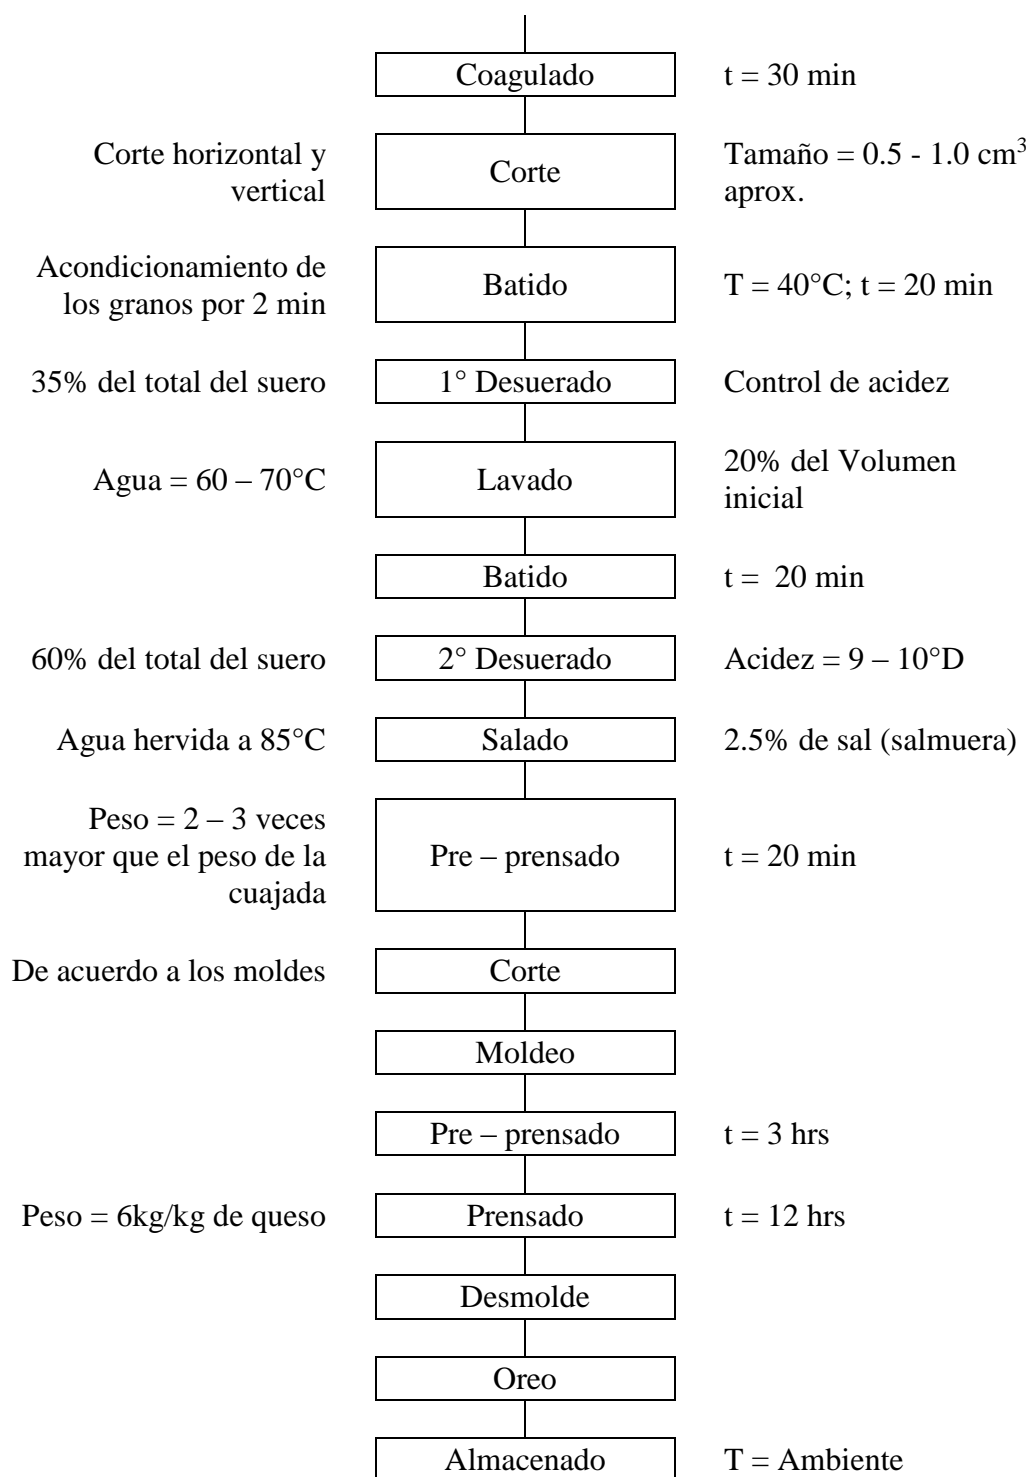 Coagulado
t = 30 min
Corte horizontal y
vertical
Corte
Tamaño = 0.5 - 1.0 cm³
aprox.
Acondicionamiento de
los granos por 2 min
Batido
T = 40°C; t = 20 min
35% del total del suero
1° Desuerado
Control de acidez
Agua = 60 – 70°C
Lavado
20% del Volumen
inicial
Batido
t = 20 min
60% del total del suero
2° Desuerado
Acidez = 9 – 10°D
Agua hervida a 85°C
Salado
2.5% de sal (salmuera)
Peso = 2 – 3 veces
mayor que el peso de la
cuajada
Pre – prensado
t = 20 min
De acuerdo a los moldes
Corte
Moldeo
Pre – prensado
t = 3 hrs
Peso = 6kg/kg de queso
Prensado
t = 12 hrs
Desmolde
Oreo
Almacenado
T = Ambiente